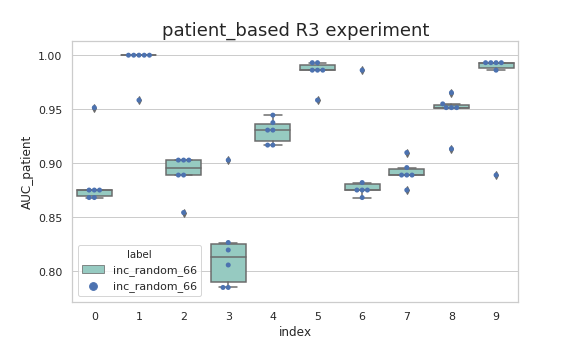 patient_based R3 experiment
AUC_patient
1.00
0.95
0.90
0.85
0.80
label
inc_random_66
inc_random_66
0 1 2 3 4 5 6 7 8 9
index